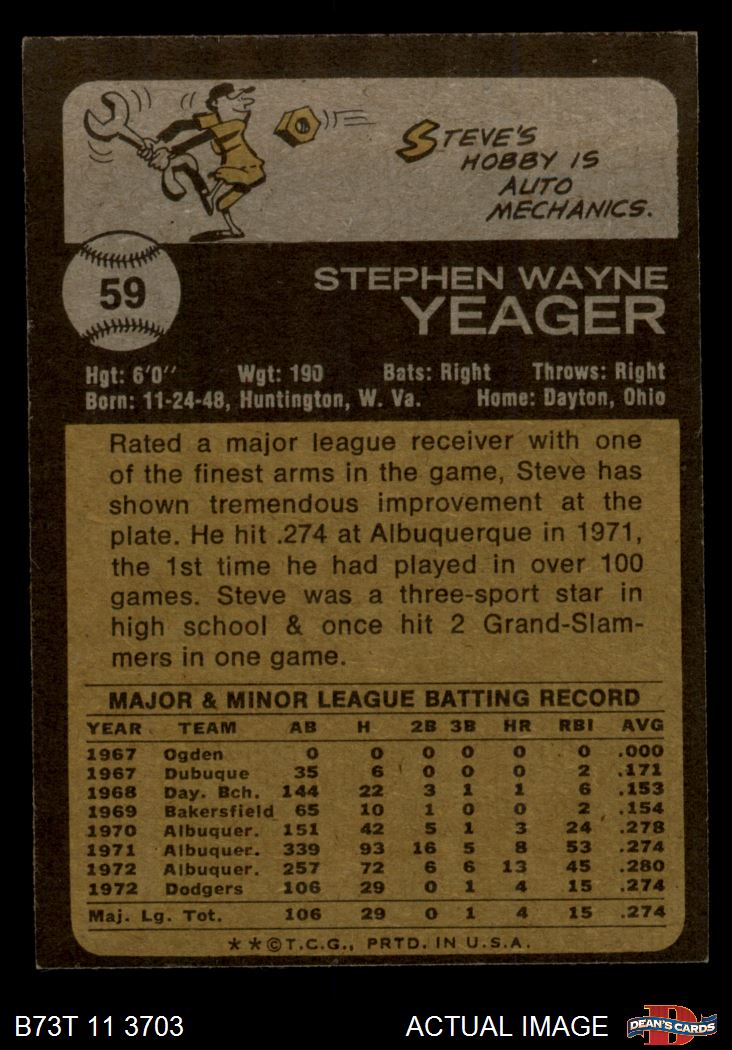 STEVE'S
HOBBY IS
AUTO
MECHANICS.
59
STEPHEN WAYNE
YEAGER
Hgt: 6'0'' Wgt: 190 Bats: Right Throws: Right
Born: 11-24-48, Huntington, W. Va. Home: Dayton, Ohio
Rated a major league receiver with one
of the finest arms in the game, Steve has
shown tremendous improvement at the
plate. He hit .274 at Albuquerque in 1971,
the 1st time he had played in over 100
games. Steve was a three-sport star in
high school & once hit 2 Grand-Slam-
mers in one game.
MAJOR & MINOR LEAGUE BATTING RECORD
YEAR TEAM AB H 2B 3B HR RBI AVG
1967 Ogden 0 0 0 0 0 0 .000
1967 Dubuque 35 6 0 0 0 2 .171
1968 Day. Bch. 144 22 3 1 1 6 .153
1969 Bakersfield 65 10 1 0 0 2 .154
1970 Albuquer. 151 42 5 1 3 24 .278
1971 Albuquer. 339 93 16 5 8 53 .274
1972 Albuquer. 257 72 6 6 13 45 .280
1972 Dodgers 106 29 0 1 4 15 .274
Maj. Lg. Tot. 106 29 0 1 4 15 .274
★★©T.C.G., PRTD. IN U.S.A.
B73T 11 3703 ACTUAL IMAGE D DEAN'S CARDS